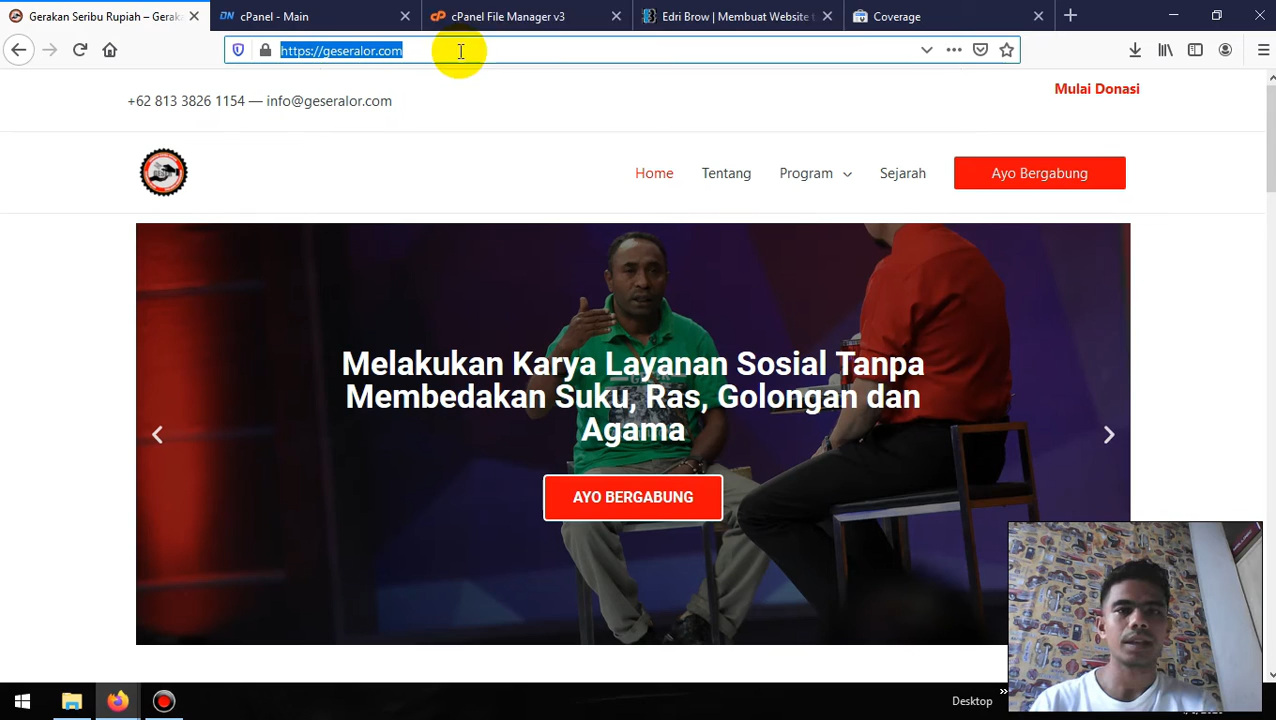 Gerakan Seribu Rupiah – Geraka
cPanel - Main
cPanel File Manager v3
Edri Brow | Membuat Website t
Coverage
https://geseralor.com
+62 813 3826 1154 — info@geseralor.com
Mulai Donasi
Home
Tentang
Program
Sejarah
Ayo Bergabung
Melakukan Karya Layanan Sosial Tanpa
Membedakan Suku, Ras, Golongan dan
Agama
AYO BERGABUNG
Desktop